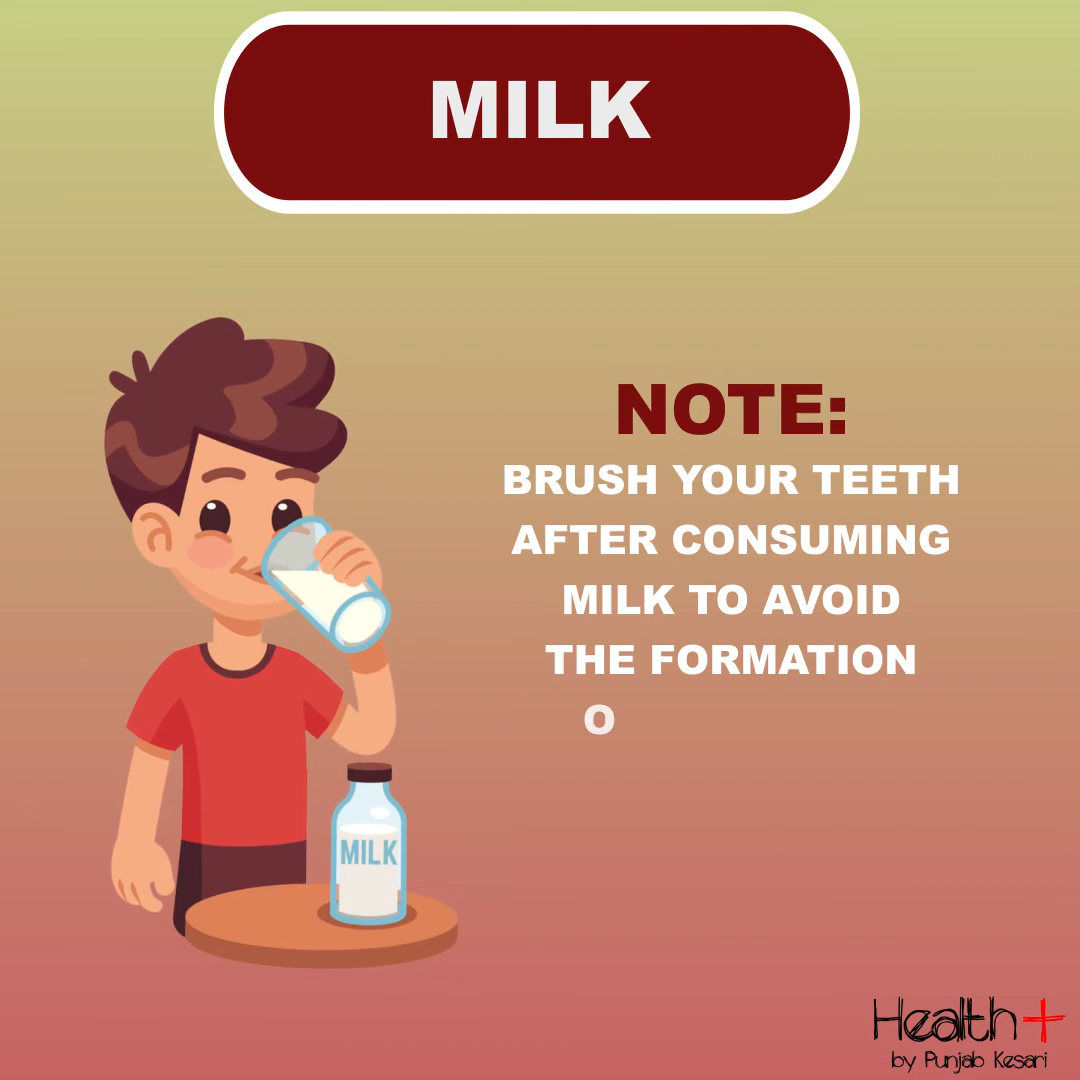 MILK
NOTE:
BRUSH YOUR TEETH
AFTER CONSUMING
MILK TO AVOID
THE FORMATION
O
MILK
Health+
by Punjab Kesari